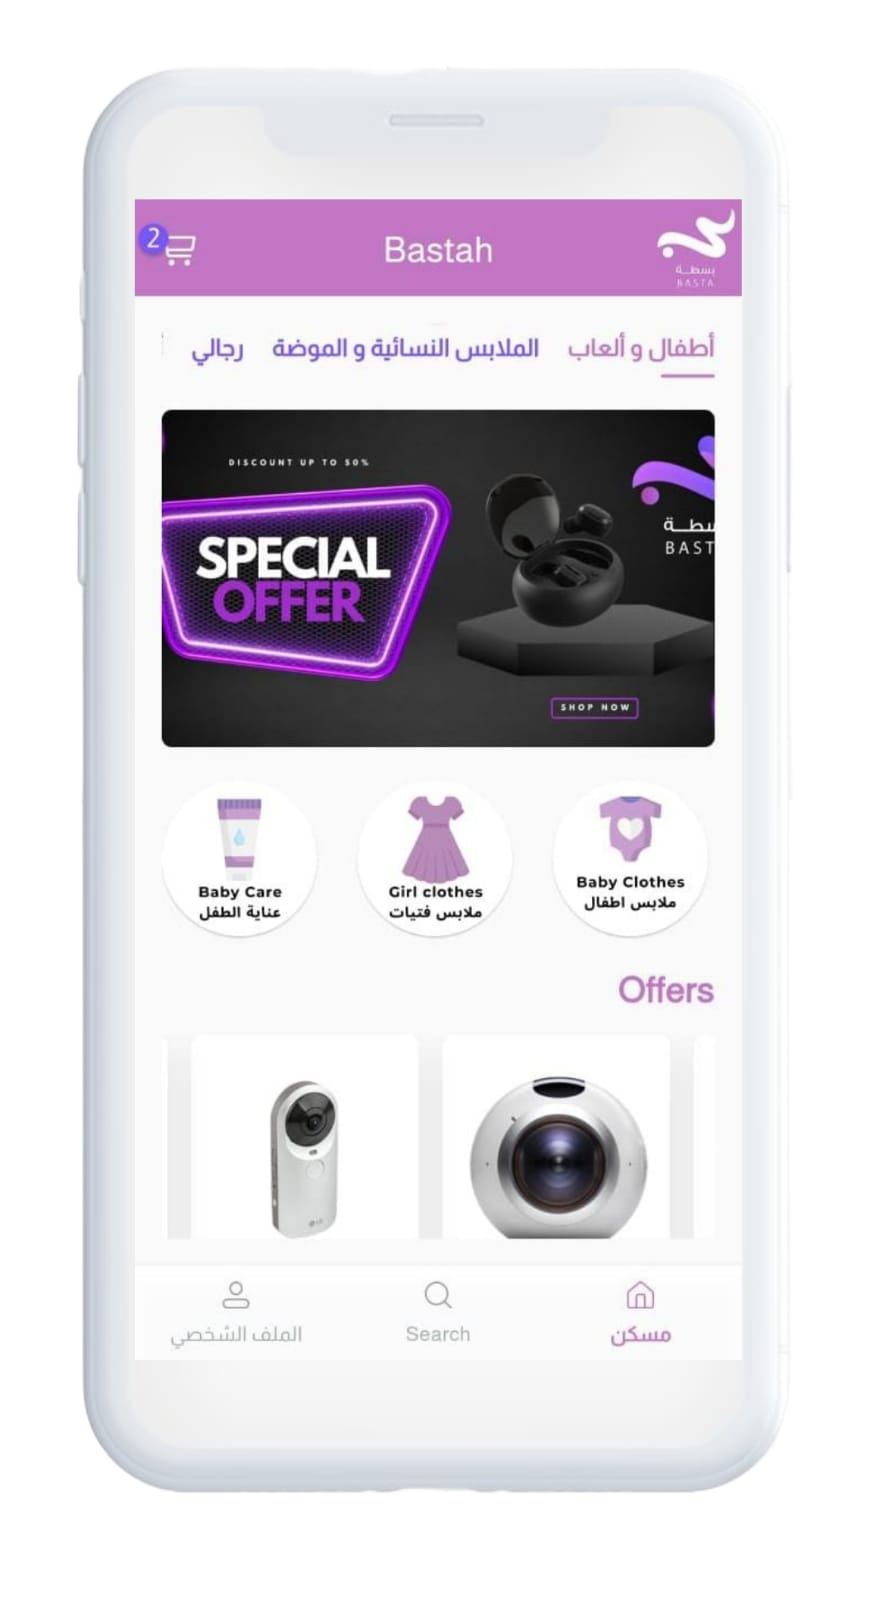 2
Bastah
بسطة
BASTA
أطفال و ألعاب
الملابس النسائية و الموضة
رجالي
DISCOUNT UP TO 50%
SPECIAL
OFFER
سطة
BAST
SHOP NOW
Baby Clothes
ملابس اطفال
Girl clothes
ملابس فتيات
Baby Care
عناية الطفل
Offers
LG
مسكن
Search
الملف الشخصي